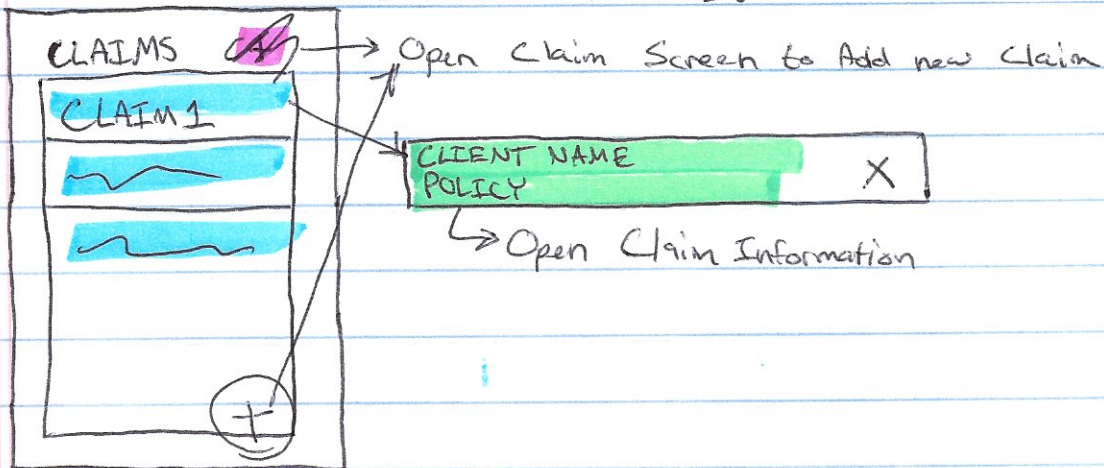 CLAIMS
Open Claim Screen to Add new Claim
CLAIM 1
CLIENT NAME
POLICY
X
Open Claim Information
+